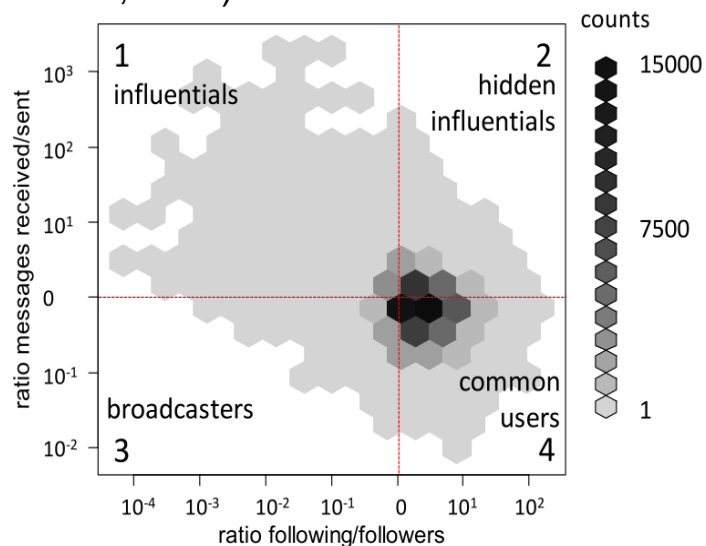 counts
1
2
influentials
hidden
influentials
15000
7500
1
10³
10²
10¹
0
10⁻¹
10⁻²
ratio messages received/sent
common
users
broadcasters
3
4
10⁻⁴
10⁻³
10⁻²
10⁻¹
0
10¹
10²
ratio following/followers